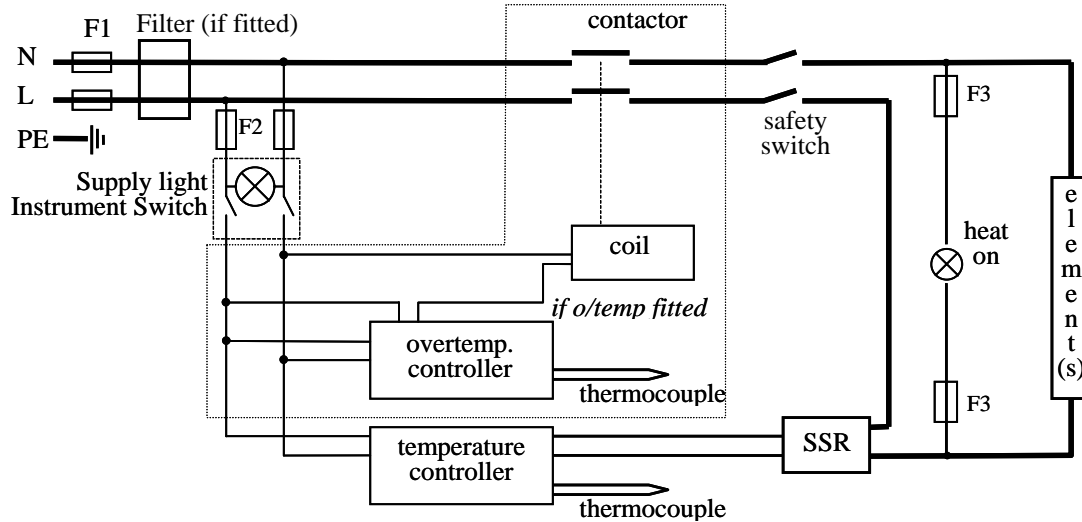 F1
Filter (if fitted)
contactor
N
L
PE
F2
safety
switch
F3
Supply light
Instrument Switch
coil
heat
on
element(s)
if o/temp fitted
overtemp.
controller
thermocouple
F3
temperature
controller
SSR
thermocouple